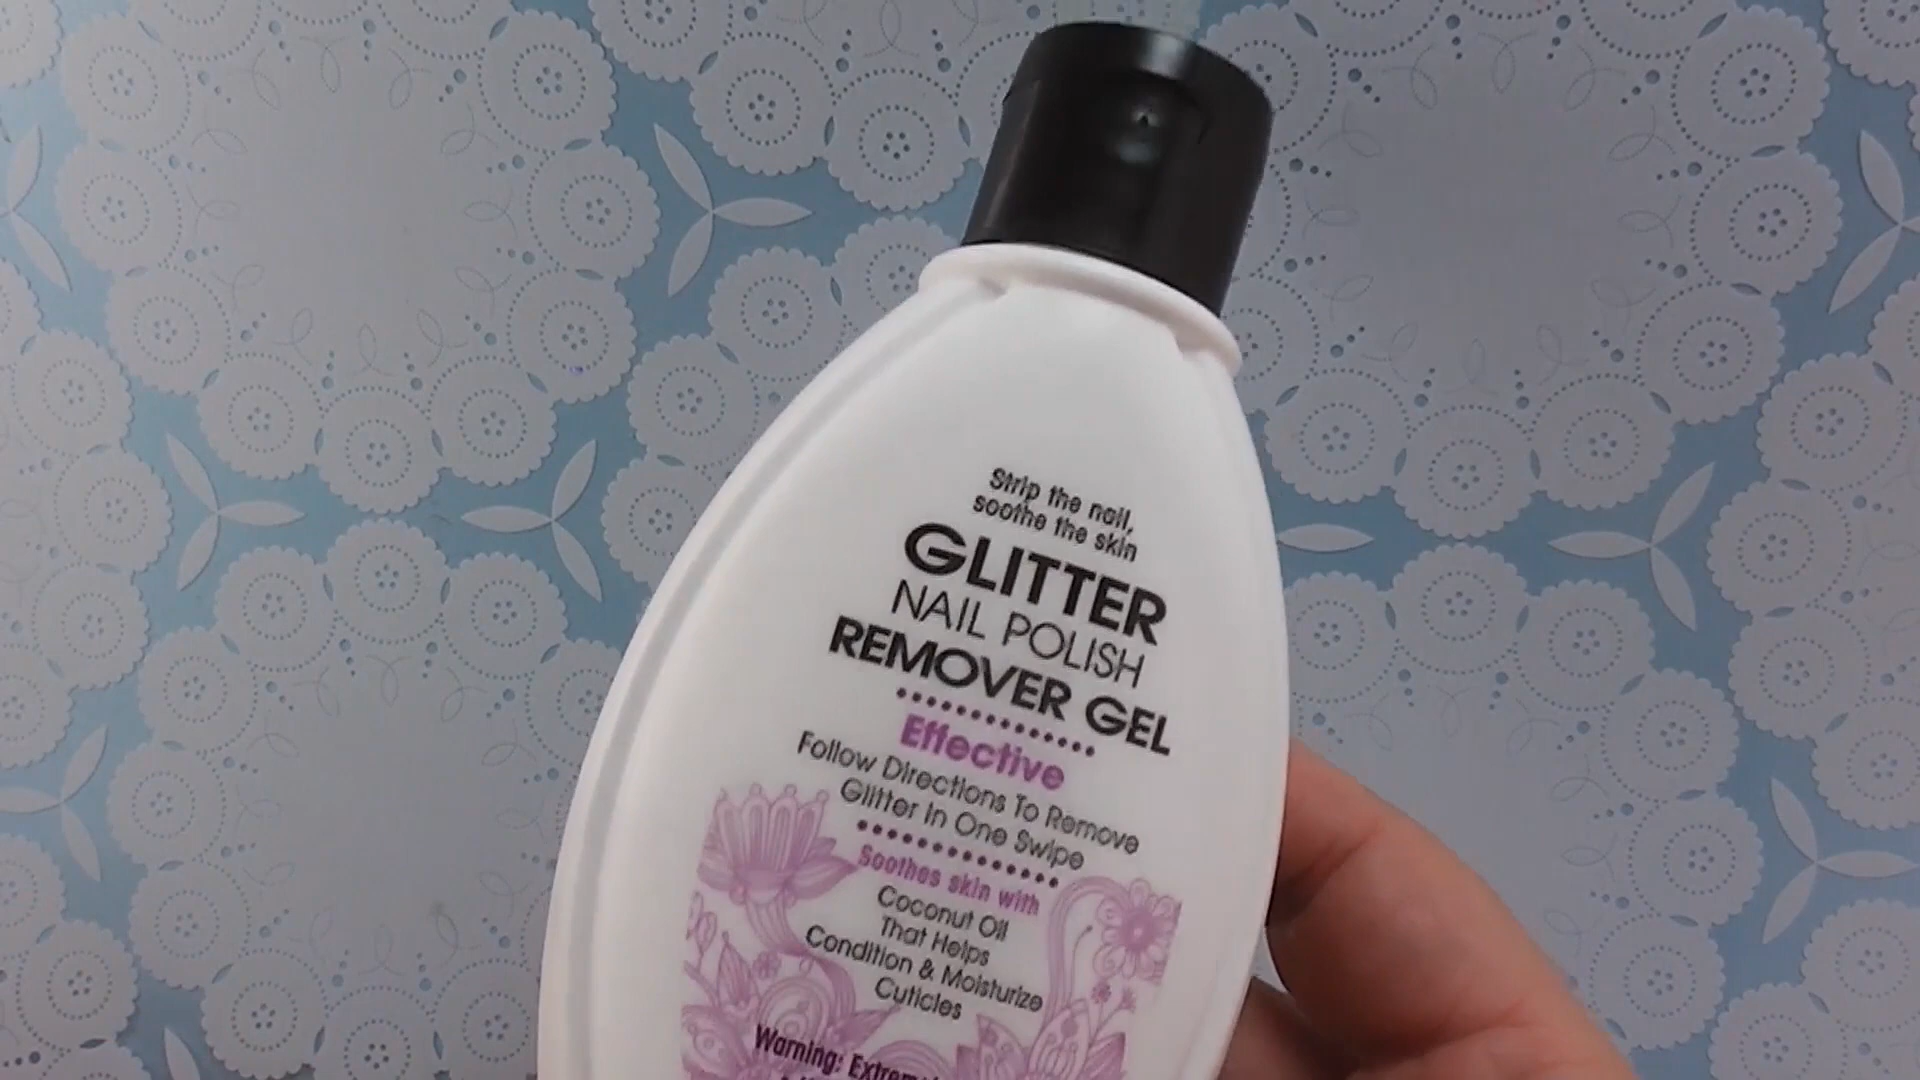 Strip the nail,
soothe the skin
GLITTER
NAIL POLISH
REMOVER GEL
Effective
Follow Directions To Remove
Glitter In One Swipe
Soothes skin with
Coconut Oil
That Helps
Condition & Moisturize
Cuticles
Warning: